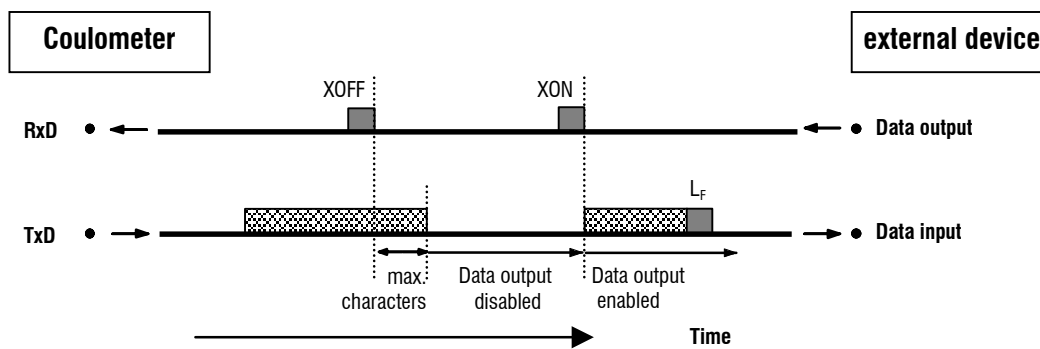 Coulometer
external device
XOFF
XON
RxD
Data output
L_F
TxD
Data input
max.
characters
Data output
disabled
Data output
enabled
Time